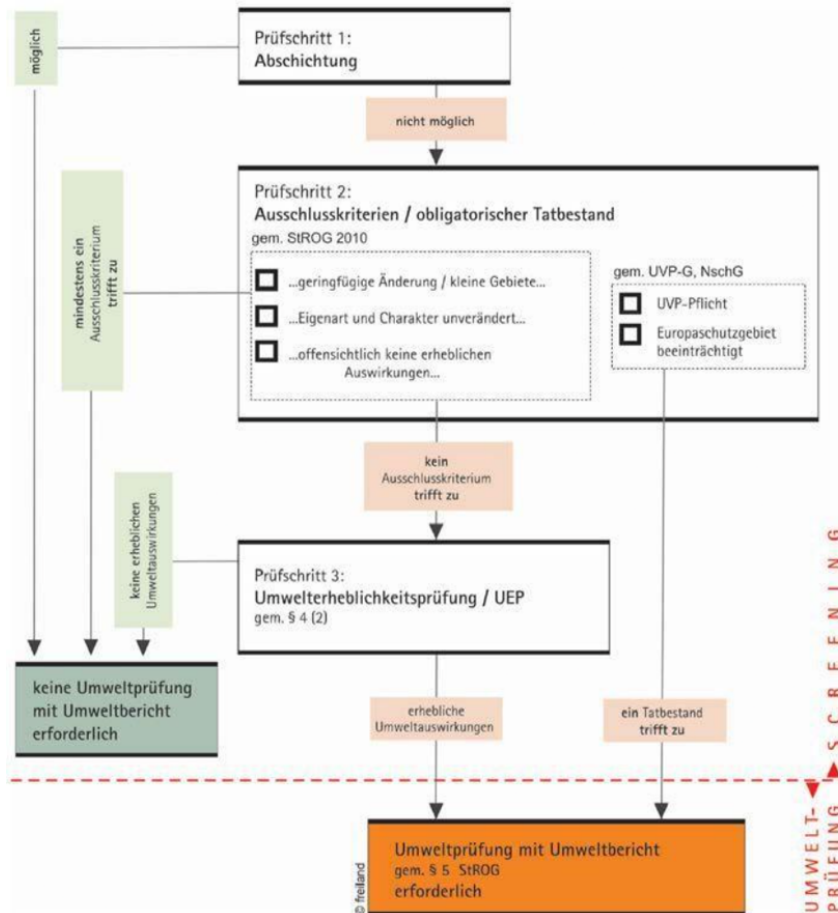 möglich
Prüfschritt 1:
Abschichtung
nicht möglich
Prüfschritt 2:
Ausschlusskriterien / obligatorischer Tatbestand
gem. StROG 2010
...geringfügige Änderung / kleine Gebiete...
...Eigenart und Charakter unverändert...
...offensichtlich keine erheblichen
Auswirkungen...
gem. UVP-G, NschG
UVP-Pflicht
Europaschutzgebiet
beeinträchtigt
mindestens ein
Ausschlusskriterium
trifft zu
kein
Ausschlusskriterium
trifft zu
keine erheblichen
Umweltauswirkungen
Prüfschritt 3:
Umwelterheblichkeitsprüfung / UEP
gem. § 4 (2)
keine Umweltprüfung
mit Umweltbericht
erforderlich
erhebliche
Umweltauswirkungen
ein Tatbestand
trifft zu
SCREENING
UMWELT-
PRÜFUNG
Umweltprüfung mit Umweltbericht
gem. § 5 StROG
erforderlich
© freiland